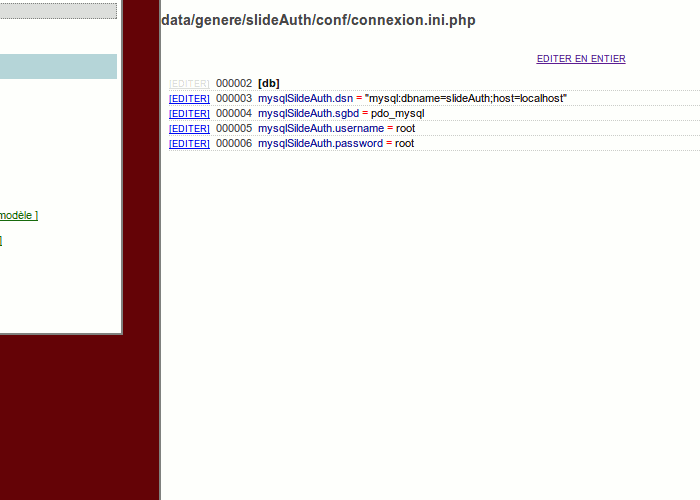 data/genere/slideAuth/conf/connexion.ini.php
EDITER EN ENTIER
[EDITER] 000002 [db]
[EDITER] 000003 mysqlSildeAuth.dsn = "mysql:dbname=slideAuth;host=localhost"
[EDITER] 000004 mysqlSildeAuth.sgbd = pdo_mysql
[EDITER] 000005 mysqlSildeAuth.username = root
[EDITER] 000006 mysqlSildeAuth.password = root
modèle ]
]